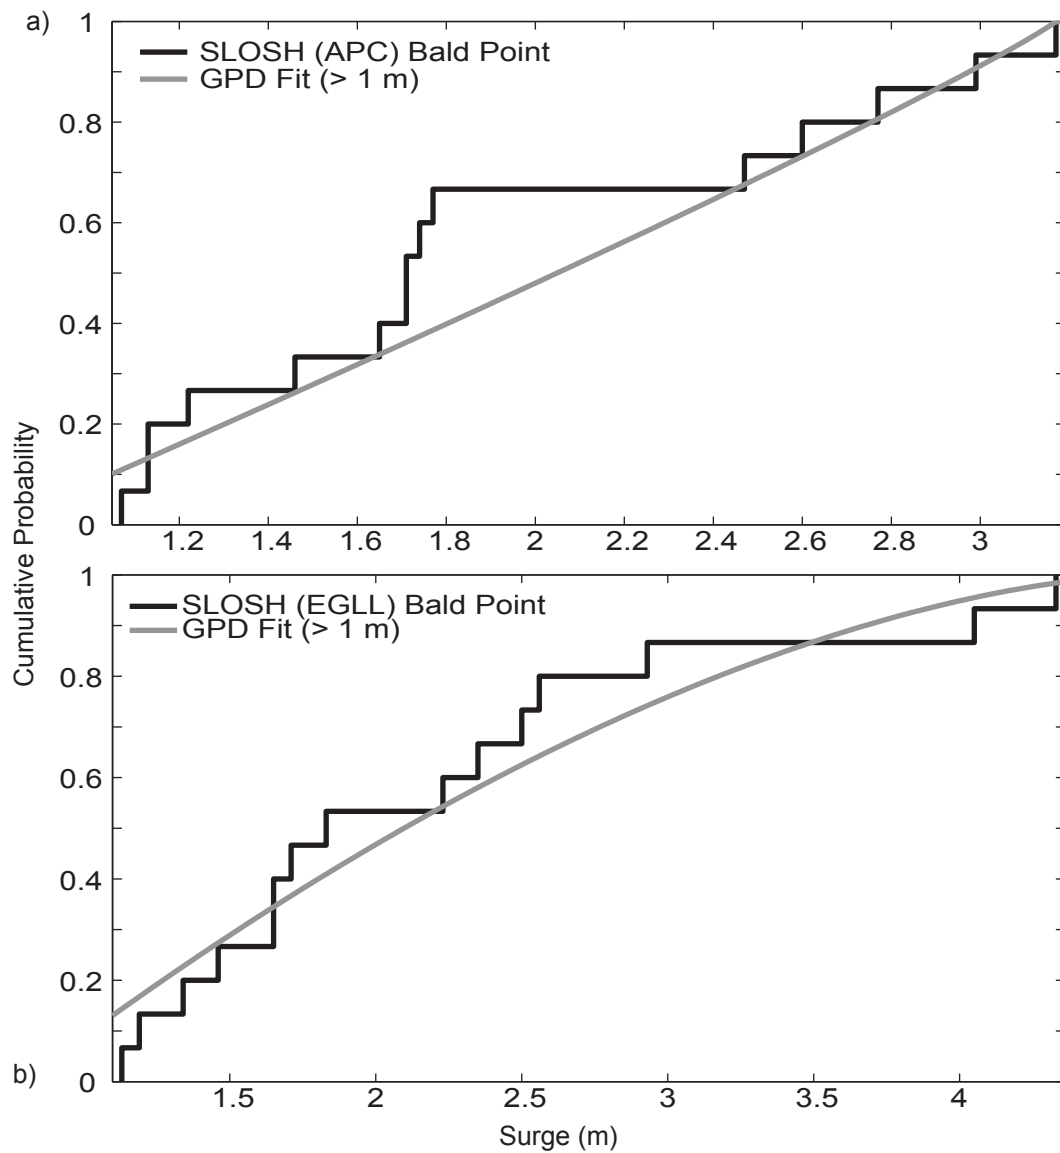 a)
SLOSH (APC) Bald Point
GPD Fit (> 1 m)
1
0.8
0.6
0.4
0.2
0
1.2 1.4 1.6 1.8 2 2.2 2.4 2.6 2.8 3
Cumulative Probability
SLOSH (EGLL) Bald Point
GPD Fit (> 1 m)
1
0.8
0.6
0.4
0.2
0
b)
1.5 2 2.5 3 3.5 4
Surge (m)